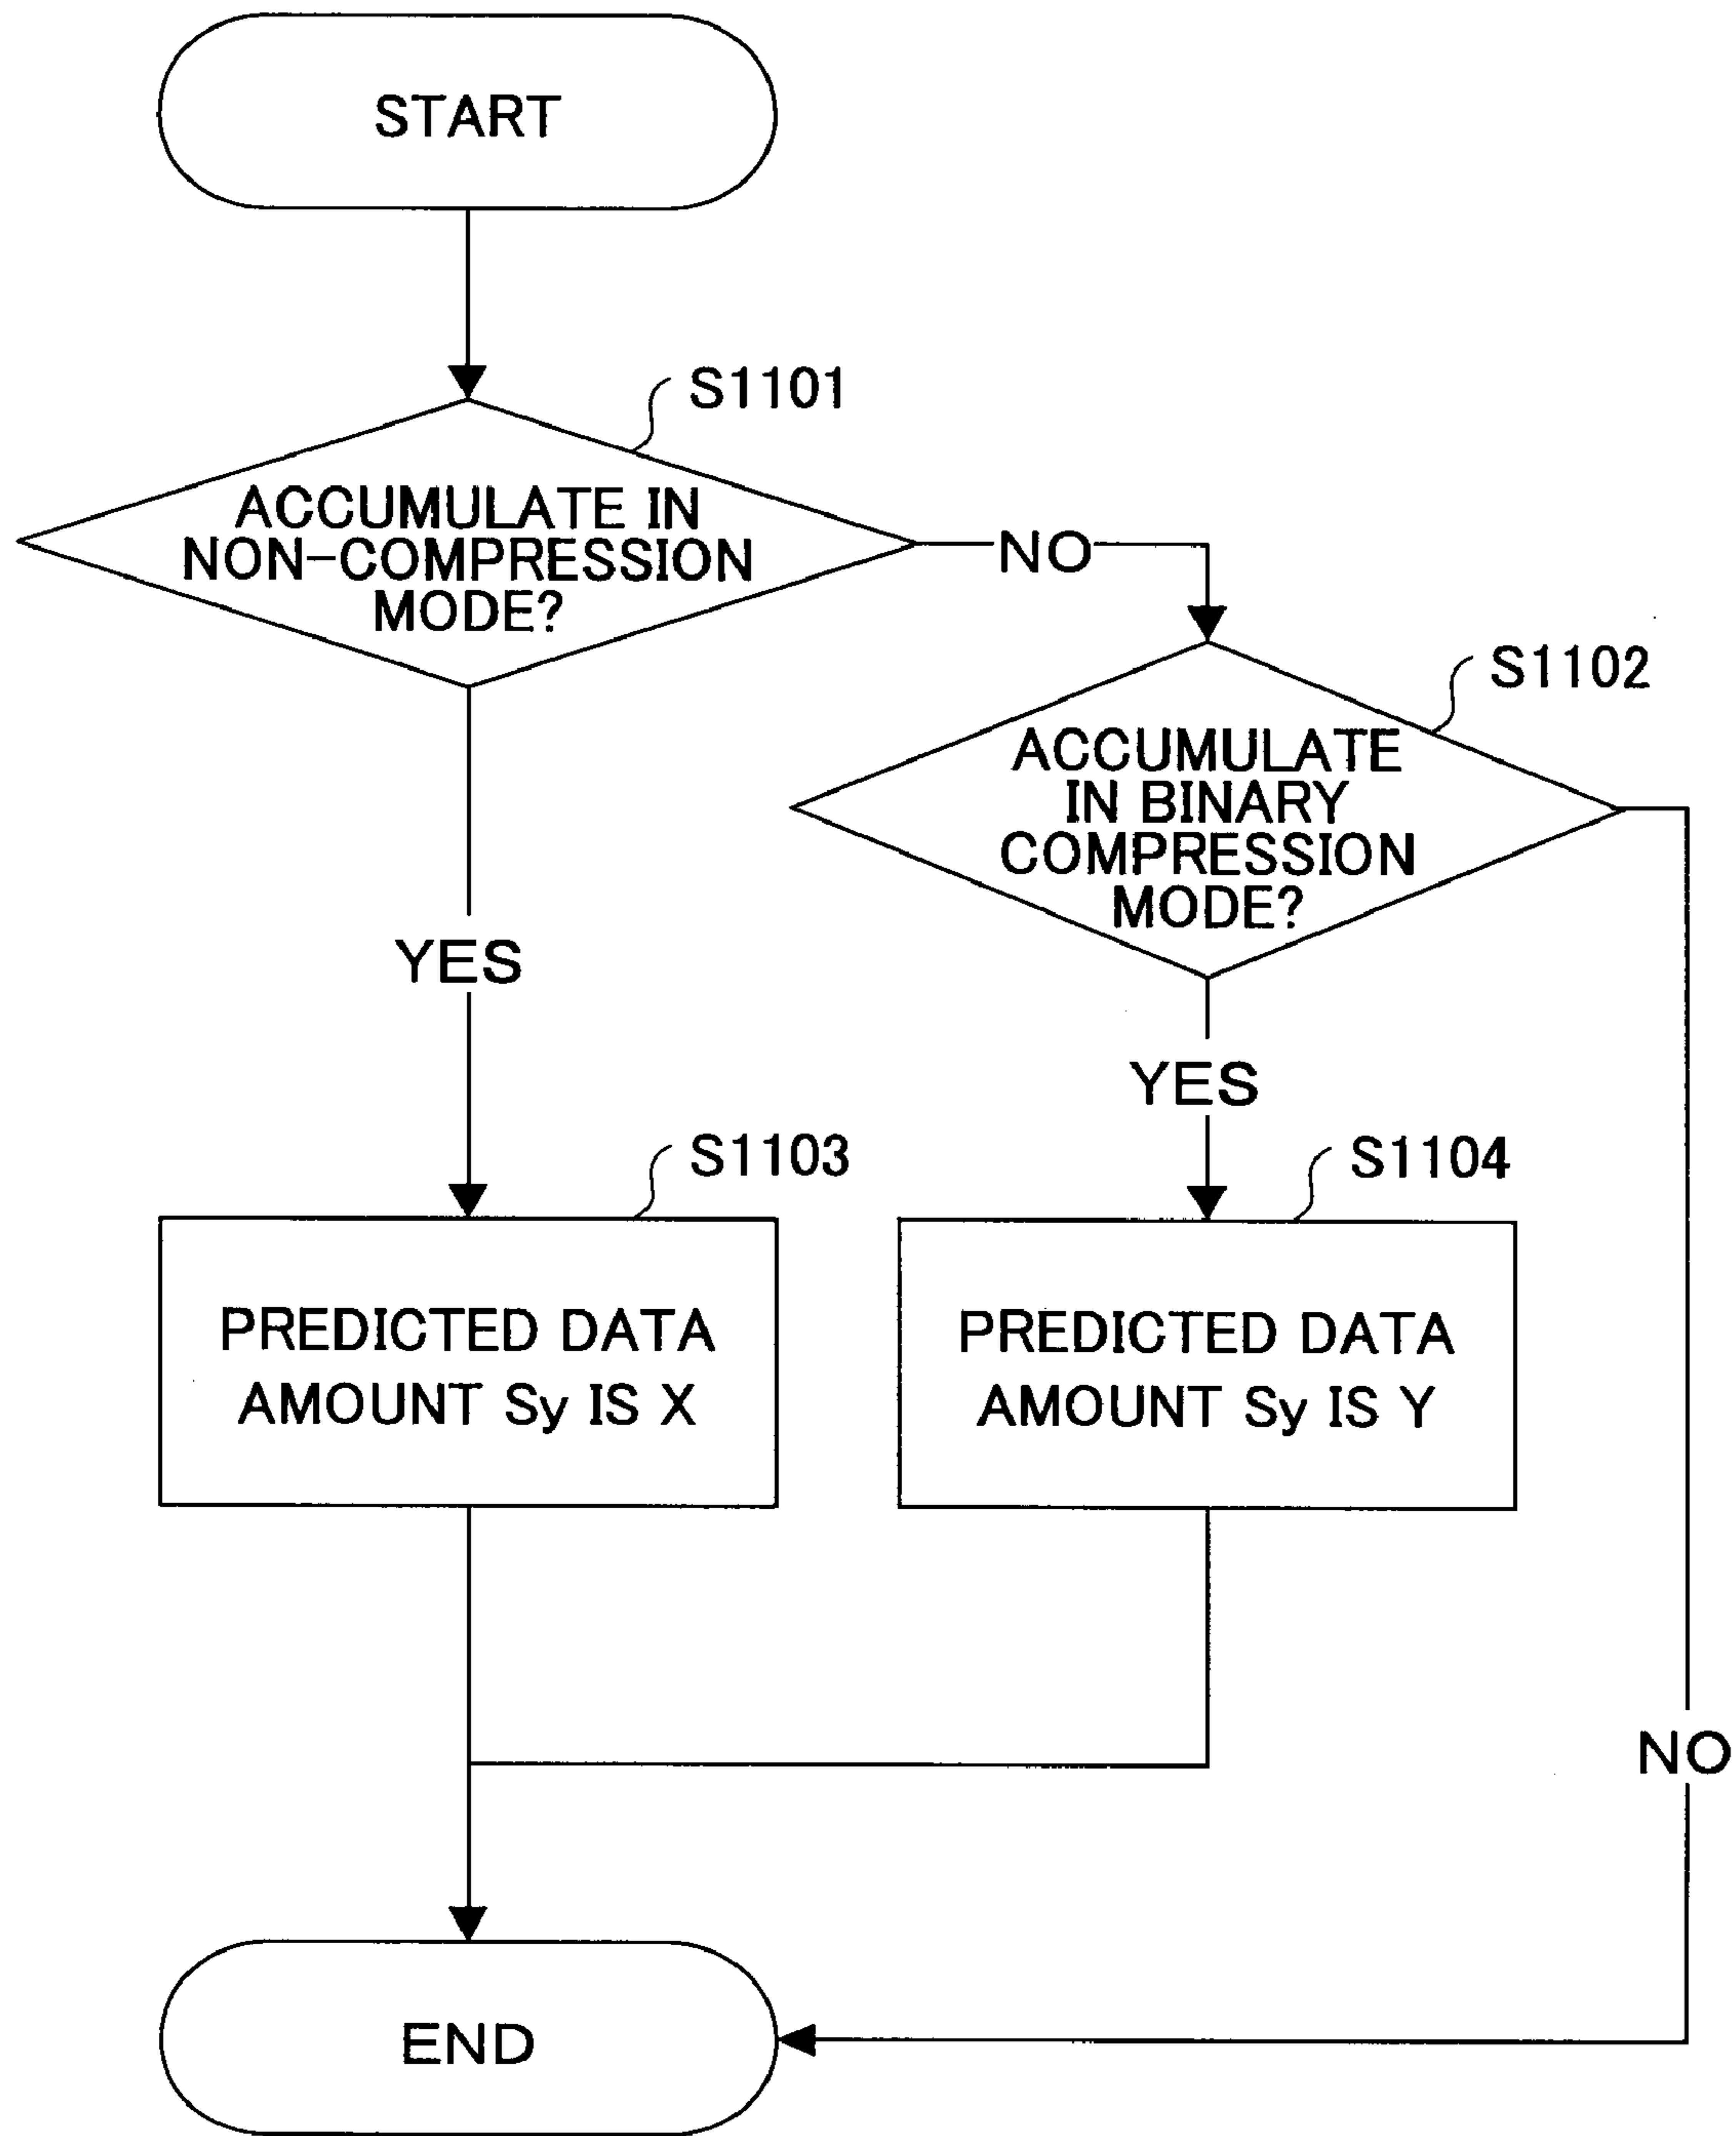 START
S1101
ACCUMULATE IN
NON-COMPRESSION
MODE?
NO
S1102
ACCUMULATE
IN BINARY
COMPRESSION
MODE?
YES
YES
S1103
S1104
PREDICTED DATA
AMOUNT Sy IS X
PREDICTED DATA
AMOUNT Sy IS Y
NO
END